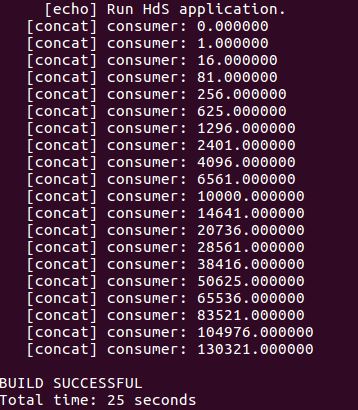 [echo] Run HdS application.
[concat] consumer: 0.000000
[concat] consumer: 1.000000
[concat] consumer: 16.000000
[concat] consumer: 81.000000
[concat] consumer: 256.000000
[concat] consumer: 625.000000
[concat] consumer: 1296.000000
[concat] consumer: 2401.000000
[concat] consumer: 4096.000000
[concat] consumer: 6561.000000
[concat] consumer: 10000.000000
[concat] consumer: 14641.000000
[concat] consumer: 20736.000000
[concat] consumer: 28561.000000
[concat] consumer: 38416.000000
[concat] consumer: 50625.000000
[concat] consumer: 65536.000000
[concat] consumer: 83521.000000
[concat] consumer: 104976.000000
[concat] consumer: 130321.000000
BUILD SUCCESSFUL
Total time: 25 seconds